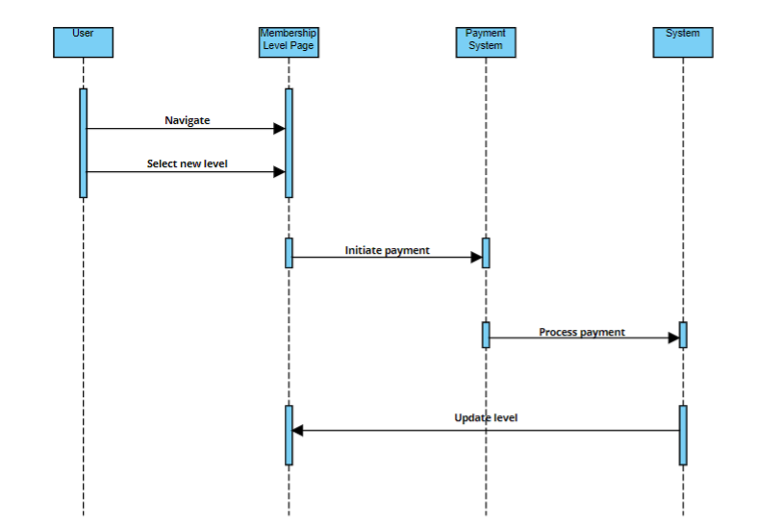 User
Membership
Level Page
Payment
System
System
Navigate
Select new level
Initiate payment
Process payment
Update level